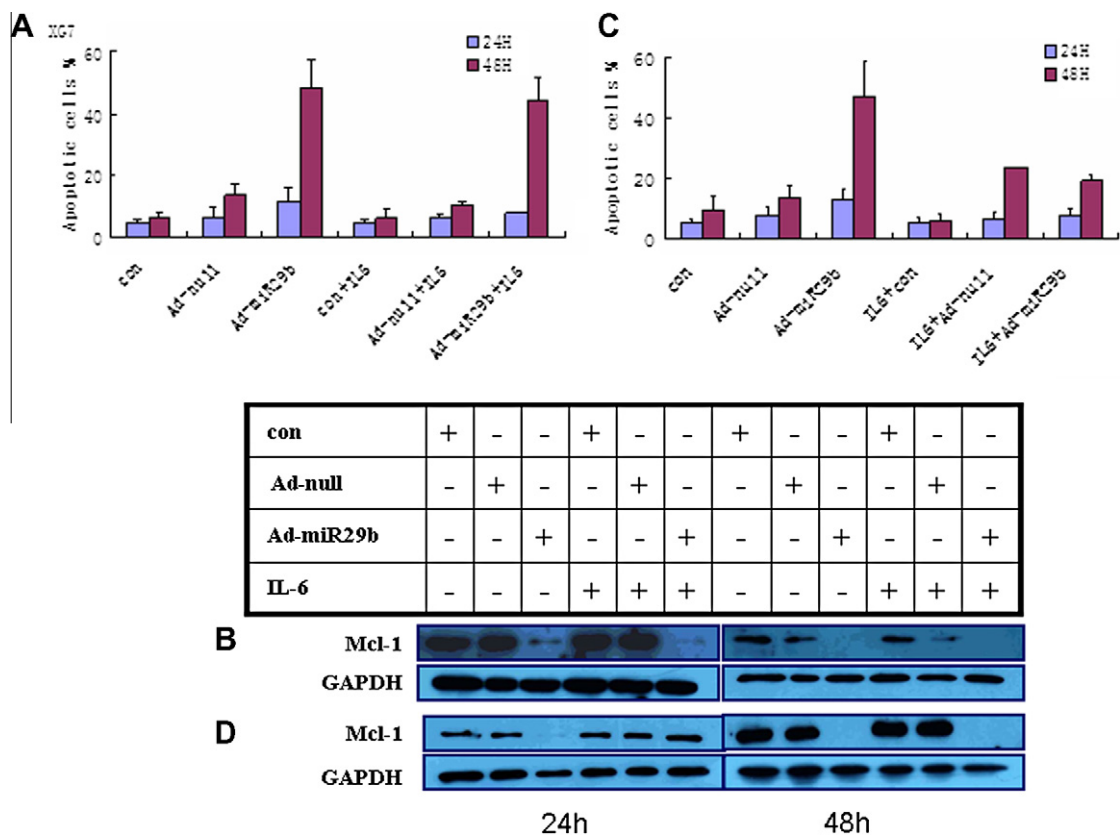 A
XG7
Apoptotic cells %
60
40
20
0
24H
48H
con
Ad-null
Ad-miR29b
con+IL6
Ad-null+IL6
Ad-miR29b+IL6
C
Apoptotic cells %
60
40
20
0
24H
48H
con
Ad-null
Ad-miR29b
IL6+con
IL6+Ad-null
IL6+Ad-miR29b
con + - - + - - + - - + - -
Ad-null - + - - + - - + - - + -
Ad-miR29b - - + - - + - - + - - +
IL-6 - - - + + + - - - + + +
B Mcl-1
GAPDH
D Mcl-1
GAPDH
24h 48h